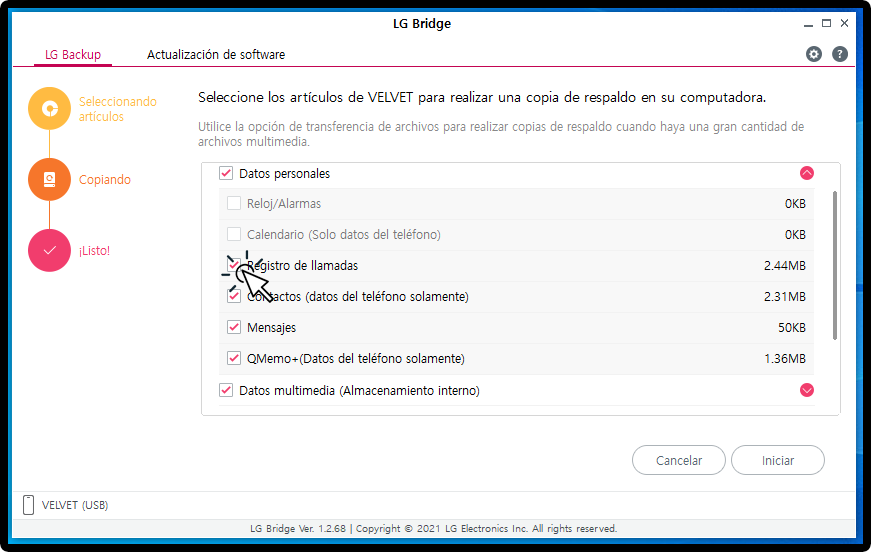 LG Bridge
LG Backup
Actualización de software
Seleccionando
artículos
Copiando
¡Listo!
Seleccione los artículos de VELVET para realizar una copia de respaldo en su computadora.
Utilice la opción de transferencia de archivos para realizar copias de respaldo cuando haya una gran cantidad de
archivos multimedia.
Datos personales
Reloj/Alarmas 0KB
Calendario (Solo datos del teléfono) 0KB
Registro de llamadas 2.44MB
Contactos (datos del teléfono solamente) 2.31MB
Mensajes 50KB
QMemo+(Datos del teléfono solamente) 1.36MB
Datos multimedia (Almacenamiento interno)
Cancelar
Iniciar
VELVET (USB)
LG Bridge Ver. 1.2.68 | Copyright © 2021 LG Electronics Inc. All rights reserved.